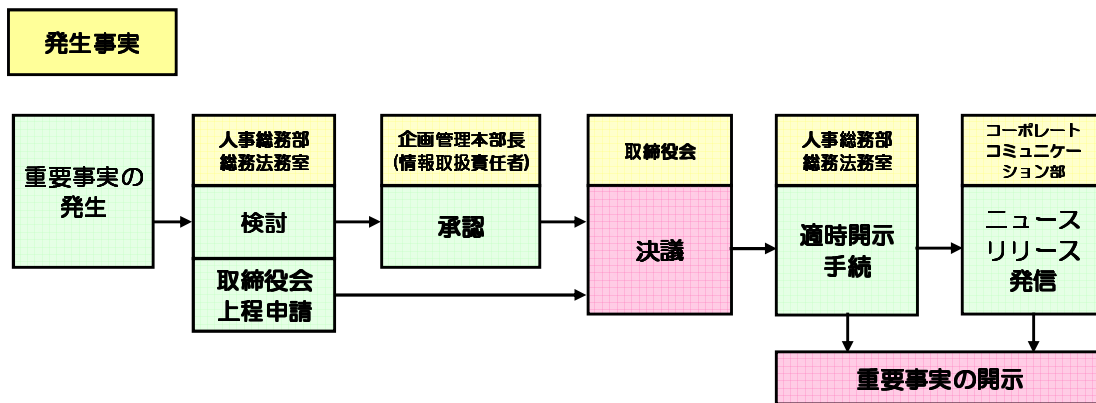 発生事実
重要事実の
発生
人事総務部
総務法務室
検討
取締役会
上程申請
企画管理本部長
(情報取扱責任者)
承認
取締役会
決議
人事総務部
総務法務室
適時開示
手続
コーポレート
コミュニケー
ション部
ニュース
リリース
発信
重要事実の開示